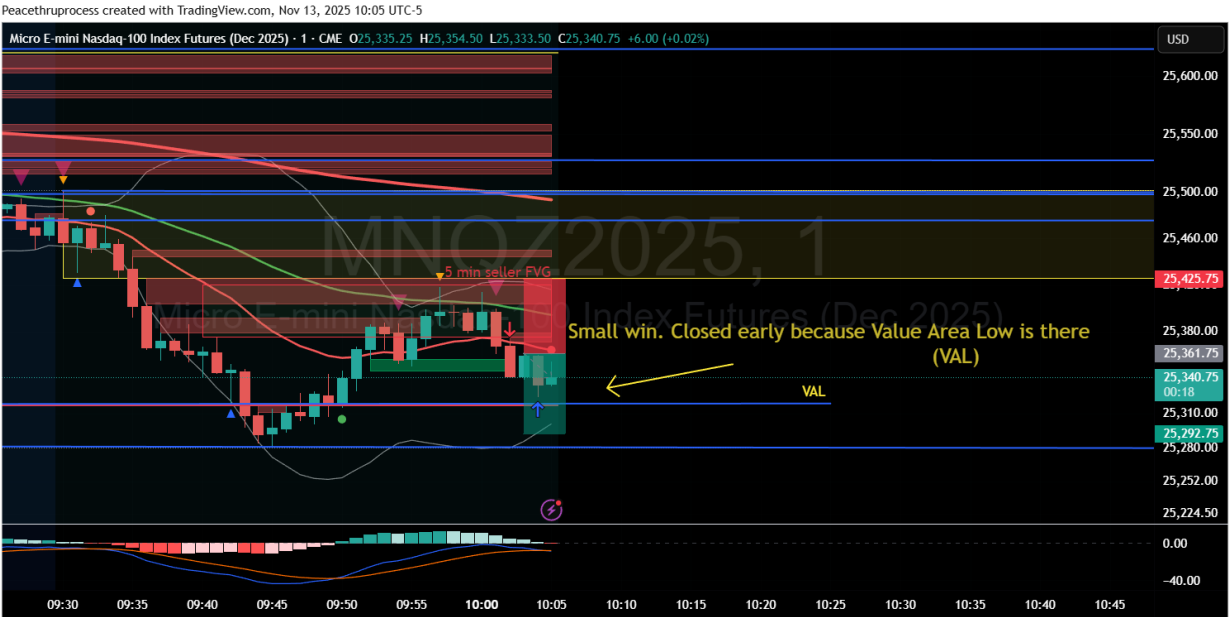 Peacethruprocess created with TradingView.com, Nov 13, 2025 10:05 UTC-5
Micro E-mini Nasdaq-100 Index Futures (Dec 2025) · 1 · CME O25,335.25 H25,354.50 L25,333.50 C25,340.75 +6.00 (+0.02%)
USD
25,600.00
25,550.00
25,500.00
MNQZ2025, 1
25,460.00
5 min seller FVG
25,425.75
Micro E-mini Nasdaq-100 Index Futures (Dec 2025)
Small win. Closed early because Value Area Low is there
(VAL)
25,380.00
25,361.75
25,340.75
00:18
VAL
25,310.00
25,292.75
25,280.00
25,252.00
25,224.50
0.00
−40.00
09:30 09:35 09:40 09:45 09:50 09:55 10:00 10:05 10:10 10:15 10:20 10:25 10:30 10:35 10:40 10:45